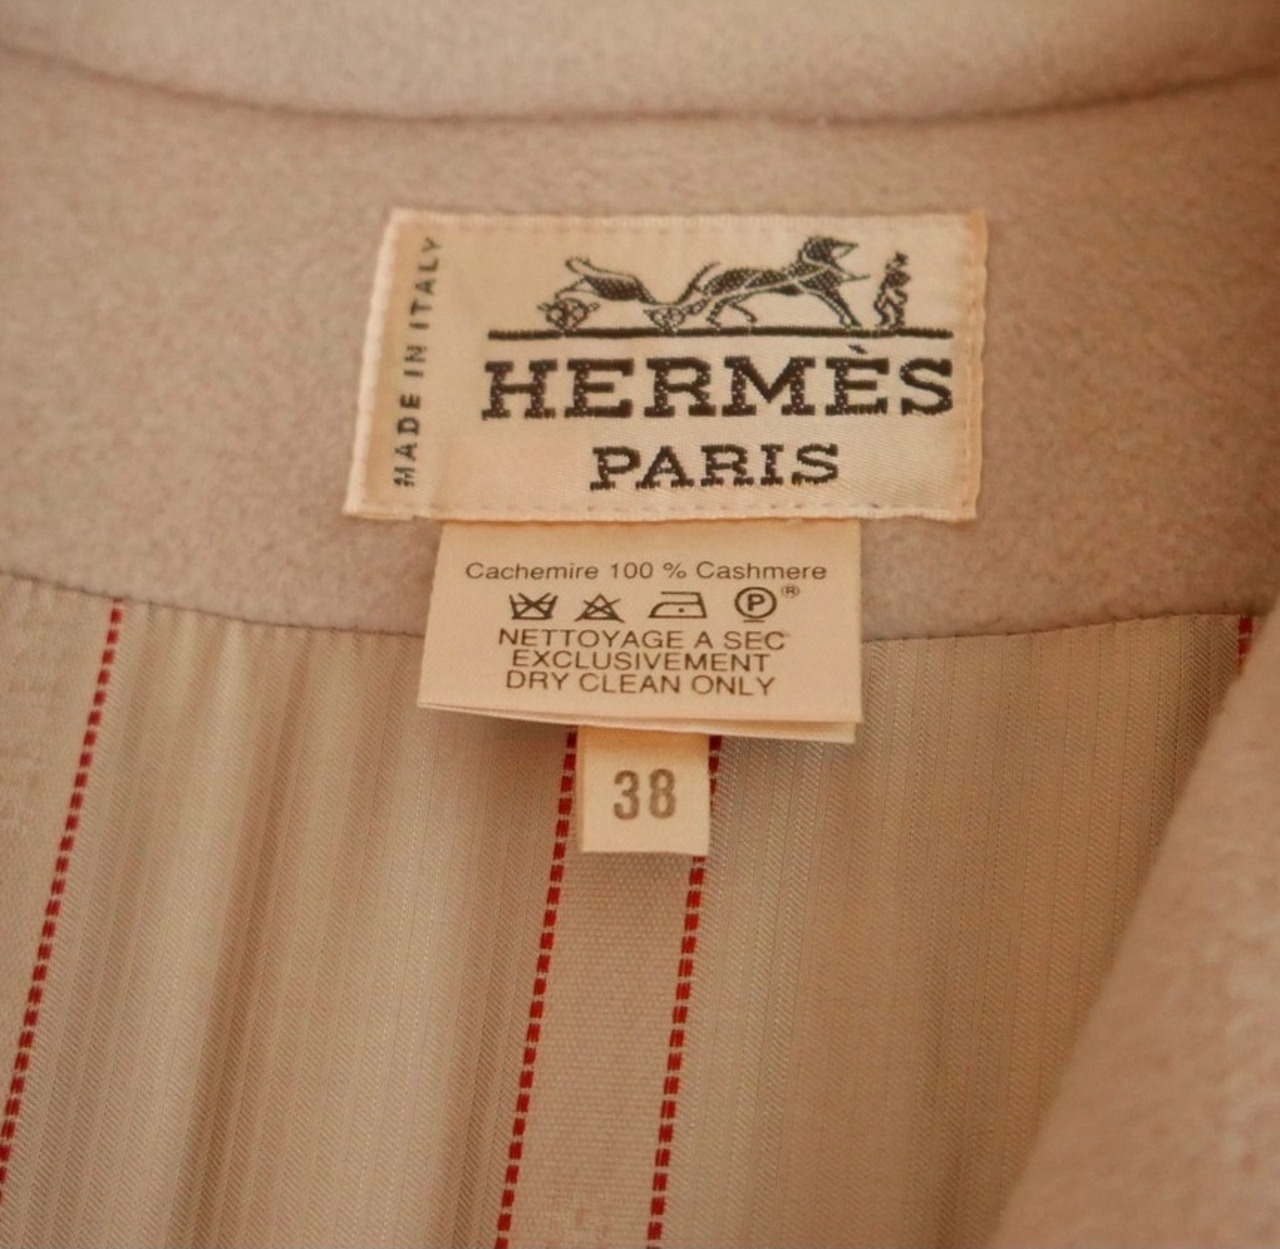 MADE IN ITALY
HERMÈS
PARIS
Cachemire 100 % Cashmere
P®
NETTOYAGE A SEC
EXCLUSIVEMENT
DRY CLEAN ONLY
38